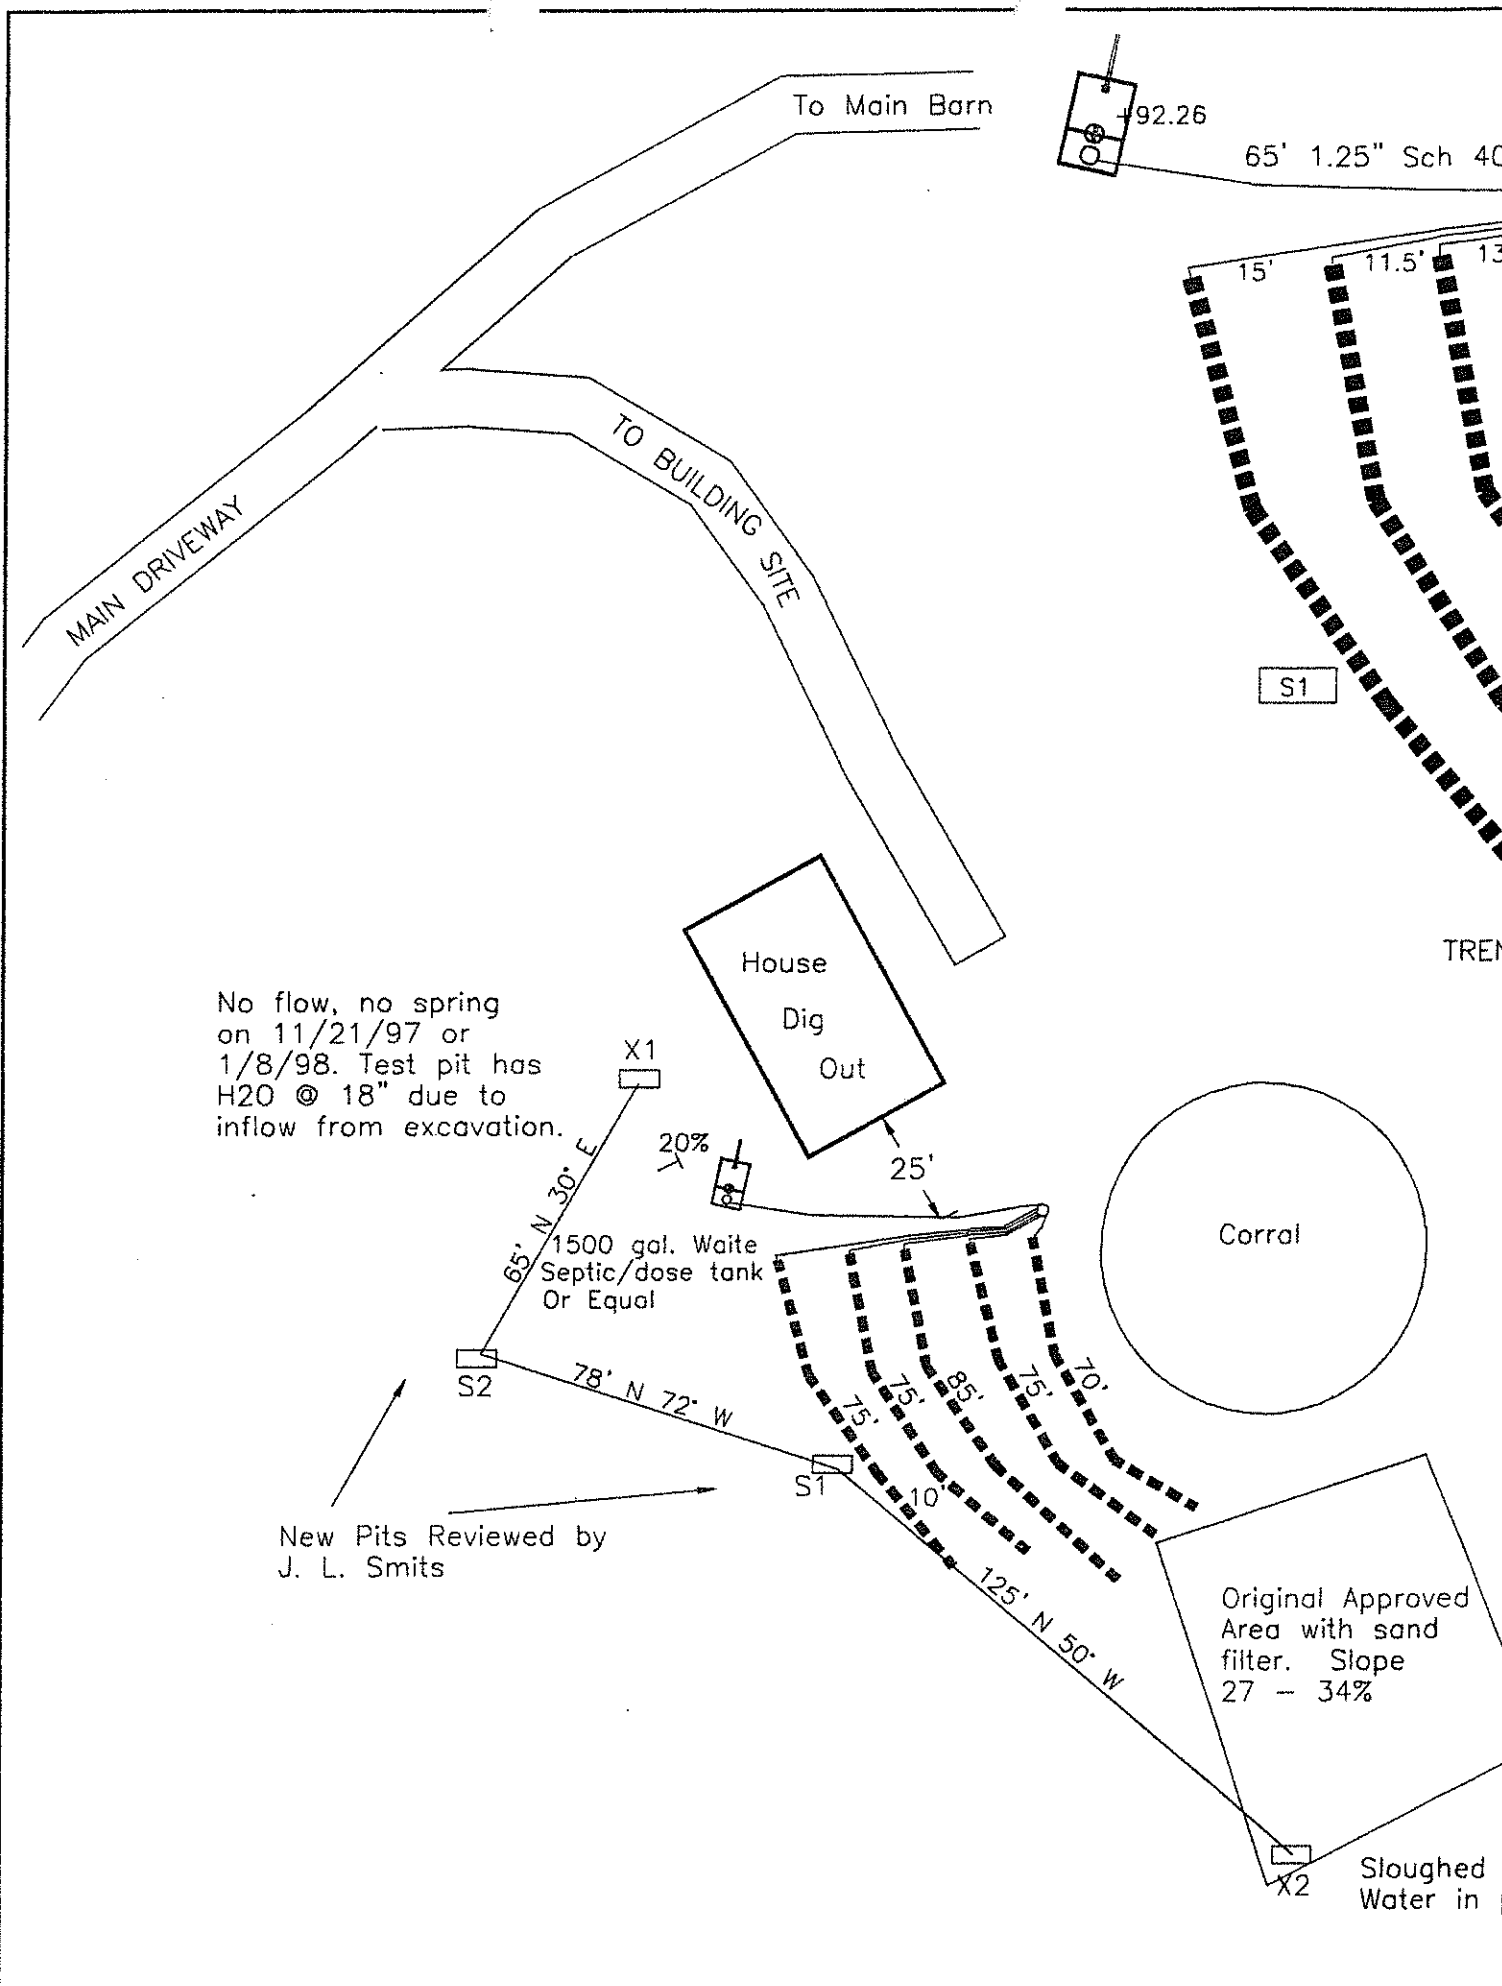 To Main Barn
+92.26
65' 1.25" Sch 40
15'
11.5'
13
TO BUILDING SITE
MAIN DRIVEWAY
S1
TREN
House
Dig
Out
No flow, no spring
on 11/21/97 or
1/8/98. Test pit has
H2O @ 18" due to
inflow from excavation.
X1
20%
25'
65' N 30° E
Corral
1500 gal. Waite
Septic/dose tank
Or Equal
S2
78' N 72° W
75'
75'
85'
75'
70'
S1
10'
New Pits Reviewed by
J. L. Smits
125' N 50° W
Original Approved
Area with sand
filter. Slope
27 – 34%
X2
Sloughed
Water in